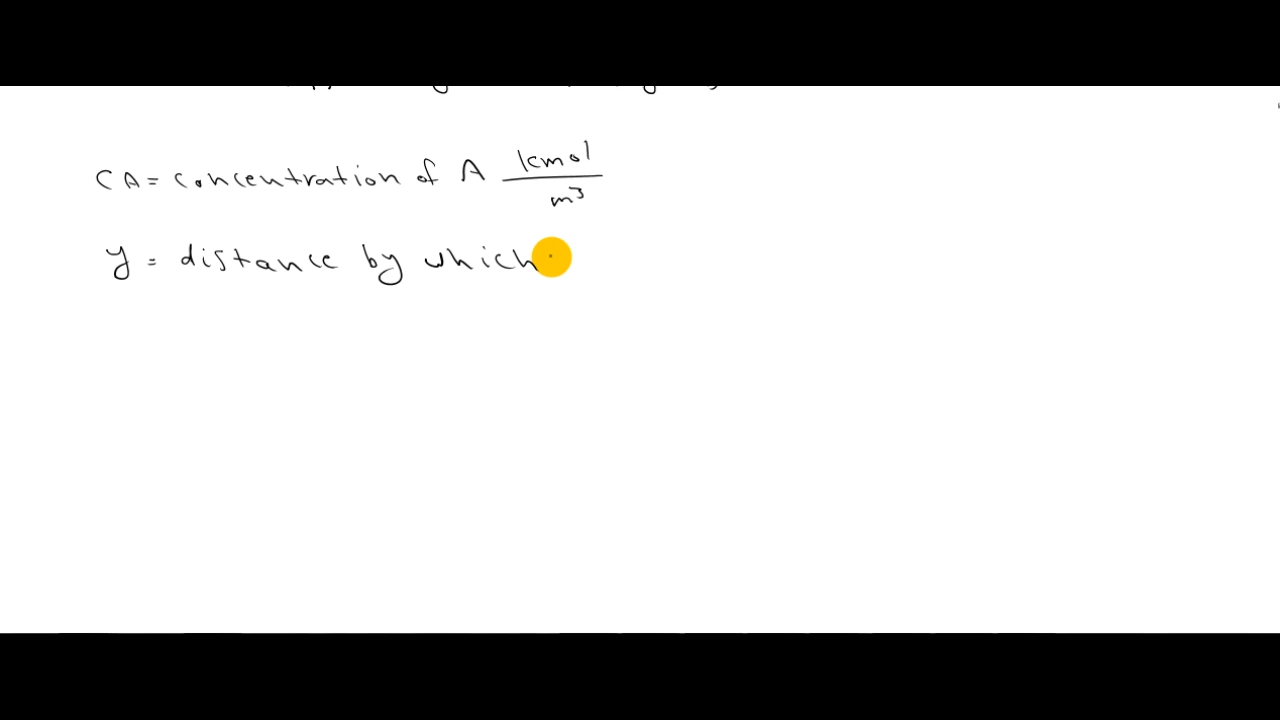 CA = concentration of A kmol/m³
y = distance by which